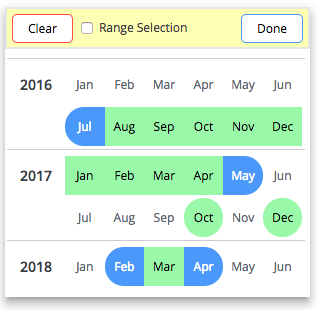 Clear Range Selection Done
2016 Jan Feb Mar Apr May Jun
Jul Aug Sep Oct Nov Dec
2017 Jan Feb Mar Apr May Jun
Jul Aug Sep Oct Nov Dec
2018 Jan Feb Mar Apr May Jun